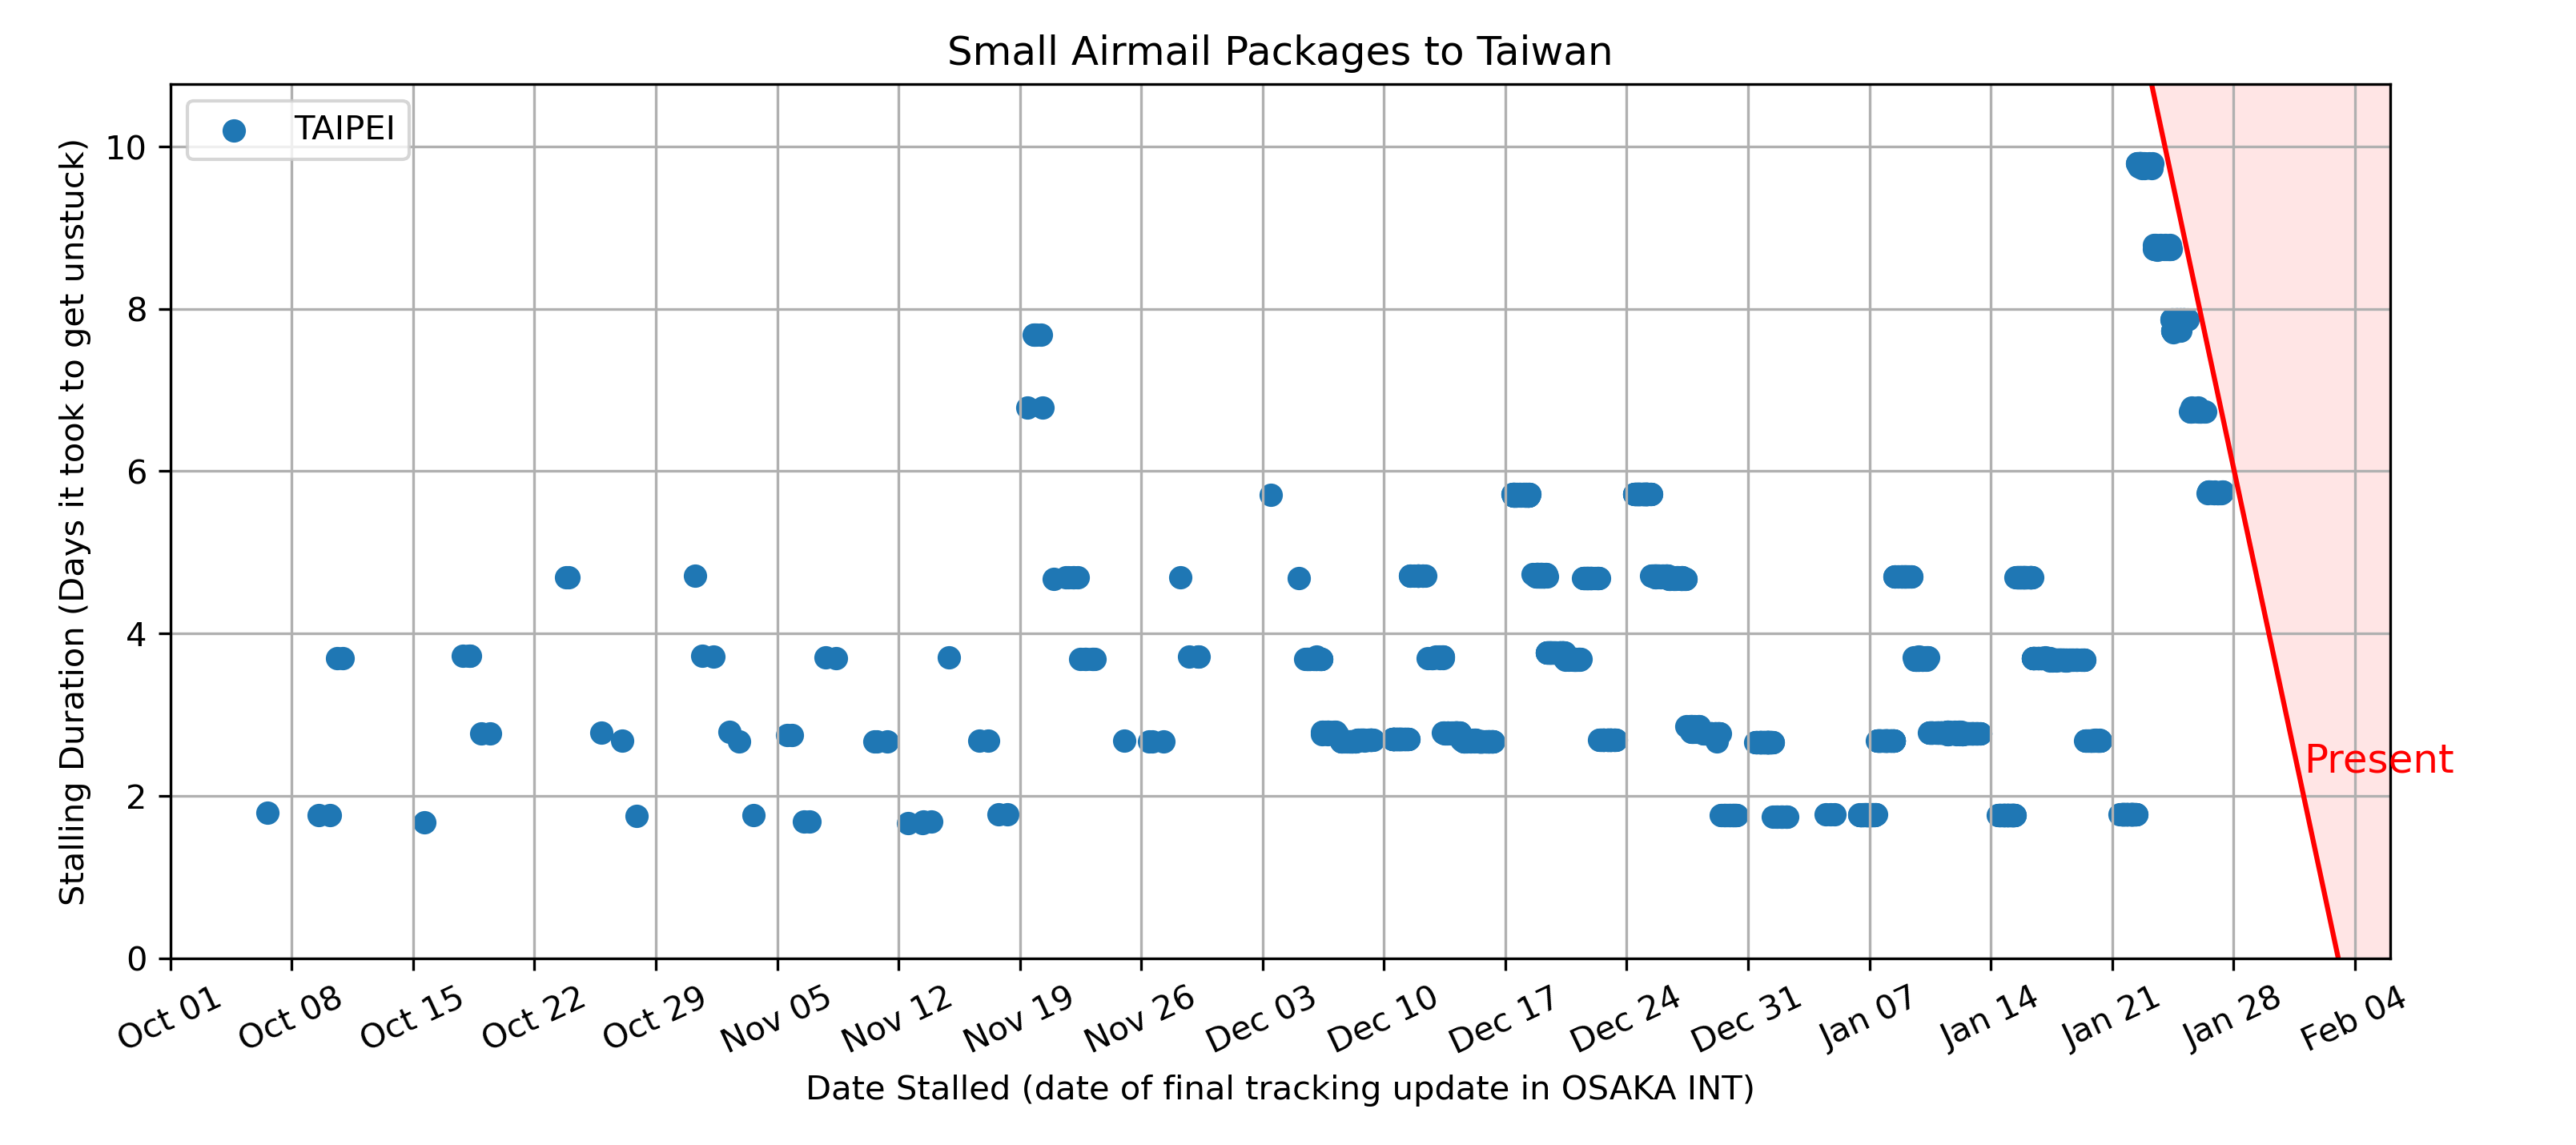 Small Airmail Packages to Taiwan
TAIPEI
Stalling Duration (Days it took to get unstuck)
10
8
6
4
2
0
Present
Oct 01
Oct 08
Oct 15
Oct 22
Oct 29
Nov 05
Nov 12
Nov 19
Nov 26
Dec 03
Dec 10
Dec 17
Dec 24
Dec 31
Jan 07
Jan 14
Jan 21
Jan 28
Feb 04
Date Stalled (date of final tracking update in OSAKA INT)